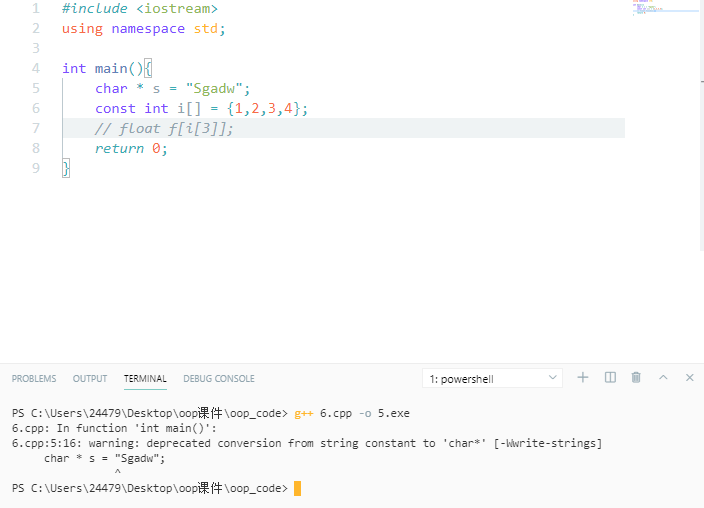 1 #include <iostream>
2 using namespace std;
3
4 int main(){
5     char * s = "Sgadw";
6     const int i[] = {1,2,3,4};
7     // float f[i[3]];
8     return 0;
9 }
PROBLEMS OUTPUT TERMINAL DEBUG CONSOLE 1: powershell
PS C:\Users\24479\Desktop\oop课件\oop_code> g++ 6.cpp -o 5.exe
6.cpp: In function 'int main()':
6.cpp:5:16: warning: deprecated conversion from string constant to 'char*' [-Wwrite-strings]
     char * s = "Sgadw";
                ^
PS C:\Users\24479\Desktop\oop课件\oop_code>